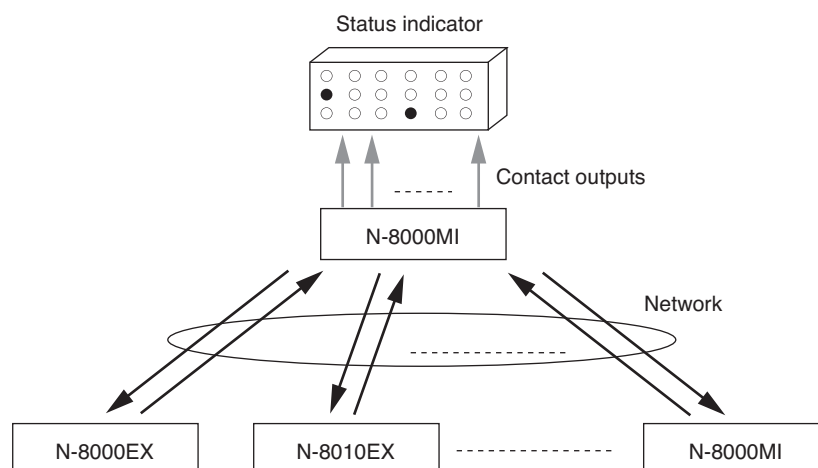 Status indicator
Contact outputs
N-8000MI
Network
N-8000EX
N-8010EX
N-8000MI